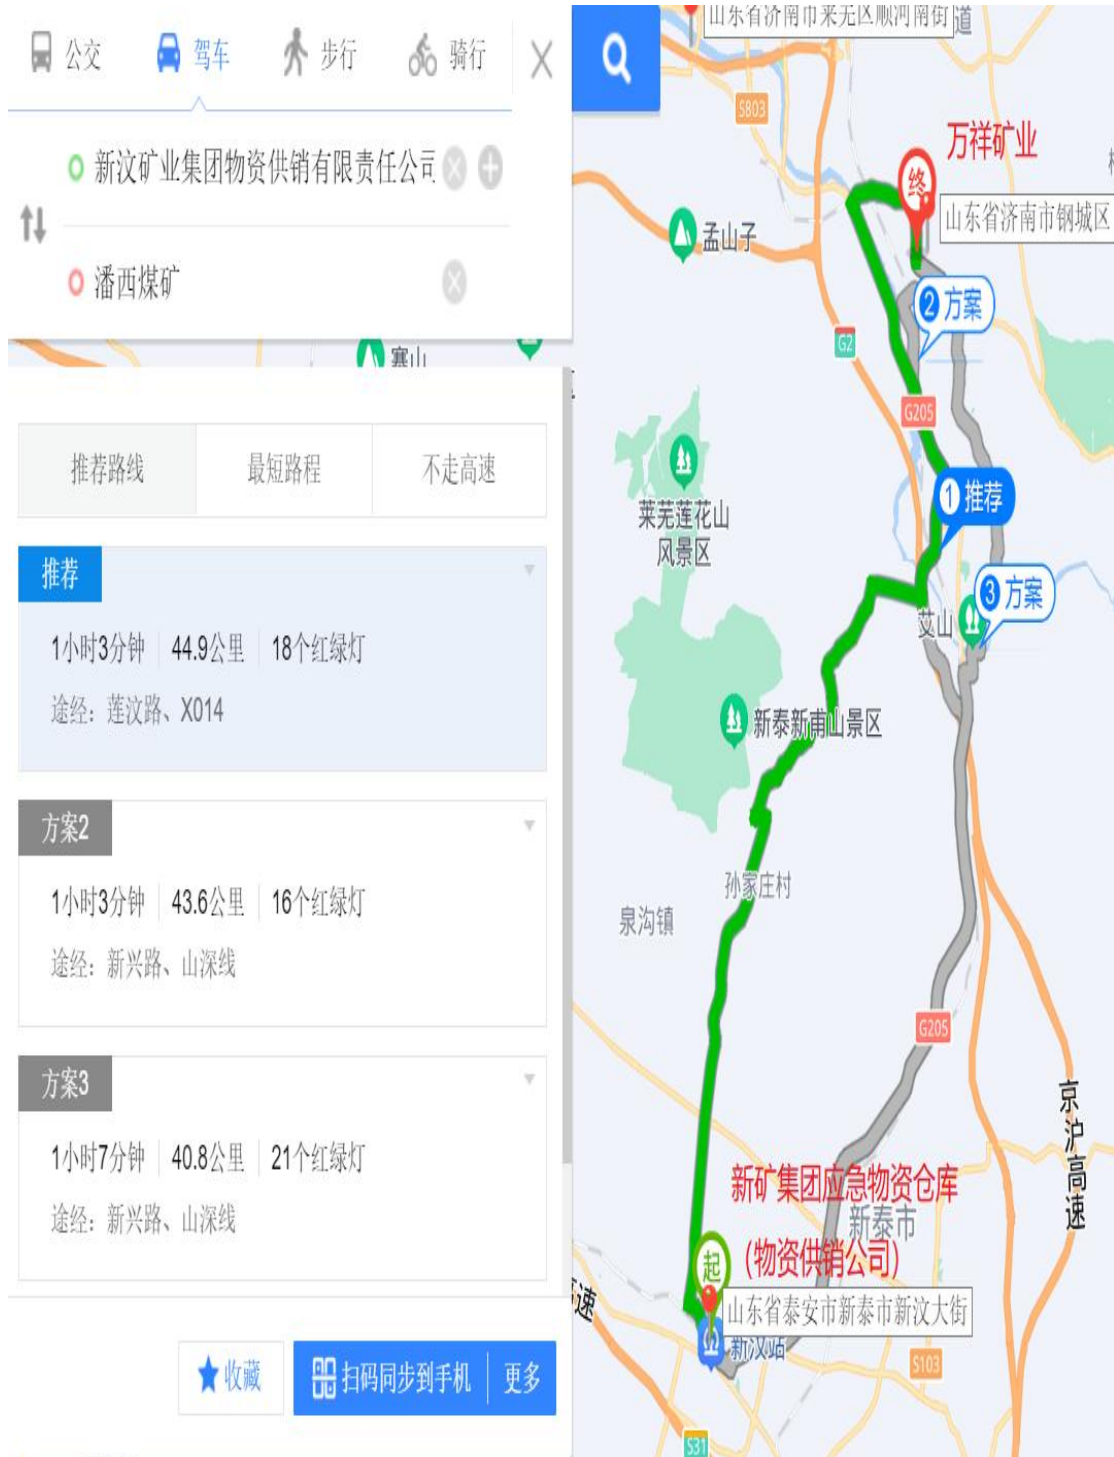 公交
驾车
步行
骑行
新汶矿业集团物资供销有限责任公司
潘西煤矿
寨山
推荐路线
最短路程
不走高速
推荐
1小时3分钟
44.9公里
18个红绿灯
途经：莲汶路、X014
方案2
1小时3分钟
43.6公里
16个红绿灯
途经：新兴路、山深线
方案3
1小时7分钟
40.8公里
21个红绿灯
途经：新兴路、山深线
收藏
扫码同步到手机
更多
山东省济南市莱芜区顺河南街
道
S803
万祥矿业
终
山东省济南市钢城区
孟山子
2 方案
G2
G205
1 推荐
莱芜莲花山
风景区
3 方案
艾山
新泰新甫山景区
孙家庄村
泉沟镇
G205
京沪高速
新矿集团应急物资仓库
新泰市
（物资供销公司）
起
山东省泰安市新泰市新汶大街
速
新汶站
S103
S31